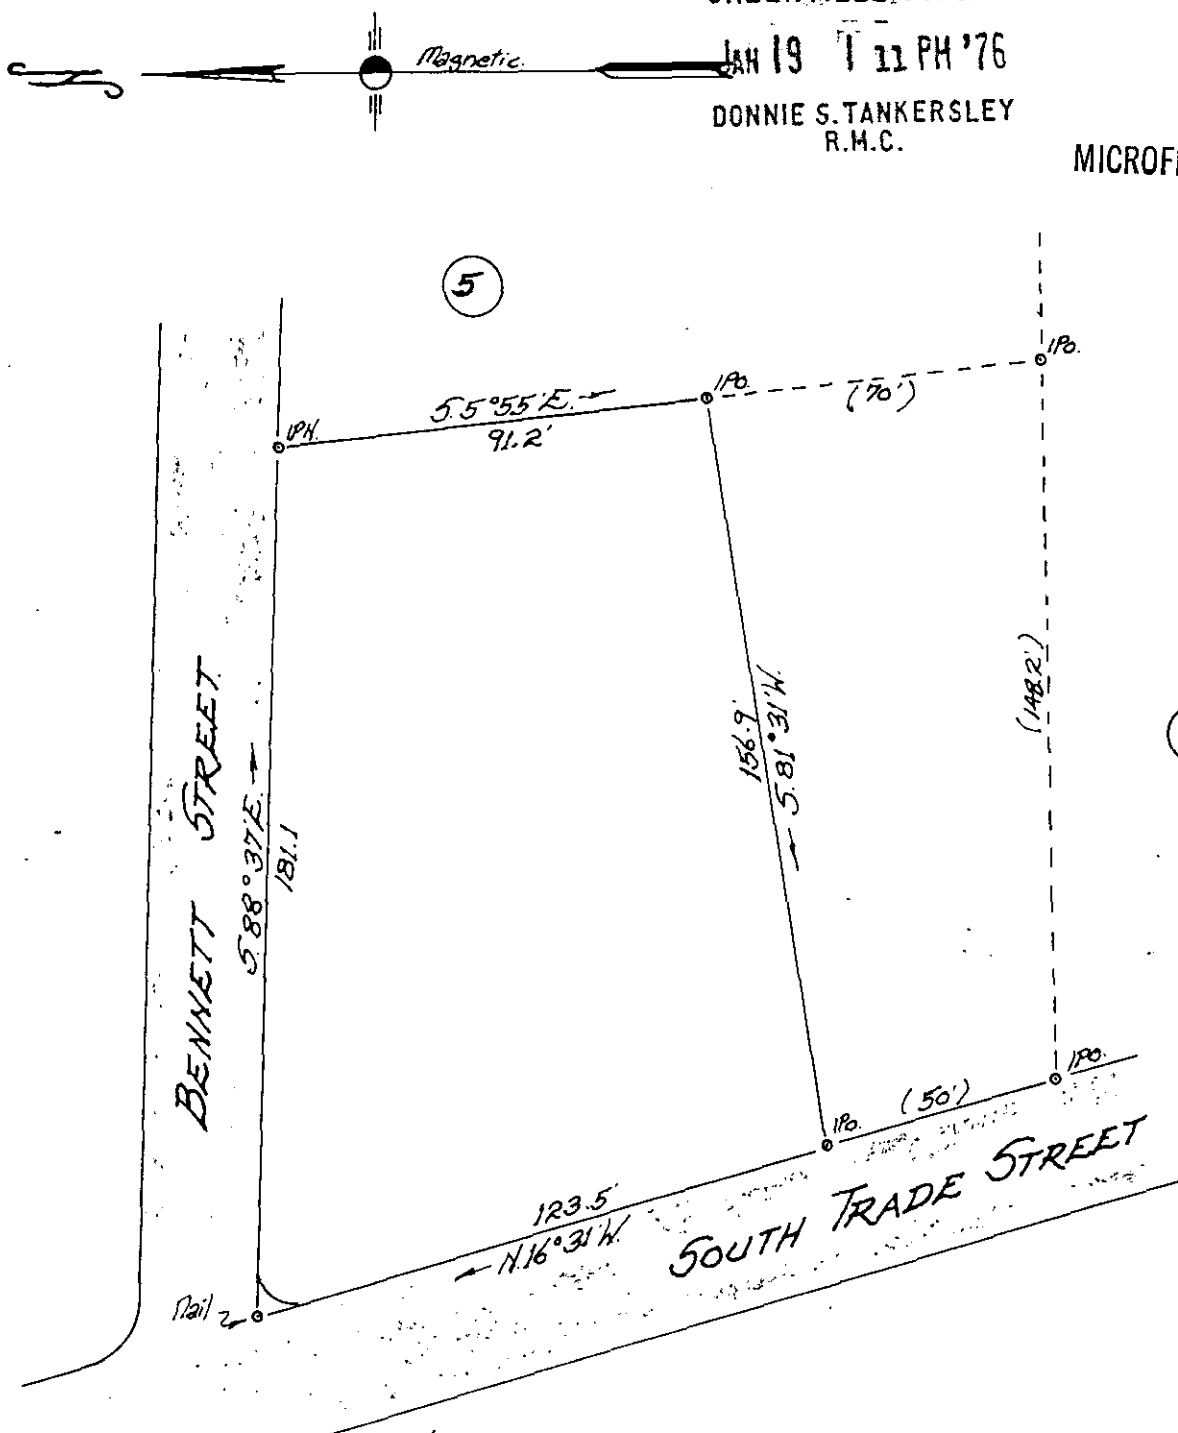 Magnetic.
JAN 19 1 11 PM '76
DONNIE S. TANKERSLEY
R.M.C.
5
IPO.
(70')
IPO.
S.5°55'E.
91.2'
IPN.
(148.2')
156.9'
S.81°31'W.
S.88°37'E.
181.1
BENNETT STREET
IPO.
(50')
IPO.
123.5'
N.16°31'W.
SOUTH TRADE STREET
Nail